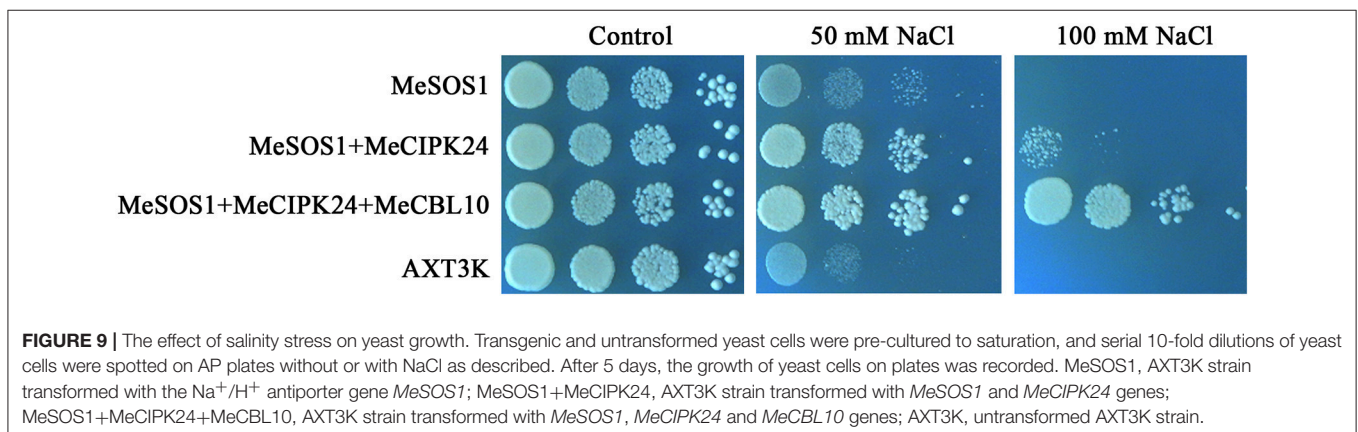 Control 50 mM NaCl 100 mM NaCl
MeSOS1
MeSOS1+MeCIPK24
MeSOS1+MeCIPK24+MeCBL10
AXT3K
FIGURE 9 | The effect of salinity stress on yeast growth. Transgenic and untransformed yeast cells were pre-cultured to saturation, and serial 10-fold dilutions of yeast
cells were spotted on AP plates without or with NaCl as described. After 5 days, the growth of yeast cells on plates was recorded. MeSOS1, AXT3K strain
transformed with the Na⁺/H⁺ antiporter gene MeSOS1; MeSOS1+MeCIPK24, AXT3K strain transformed with MeSOS1 and MeCIPK24 genes;
MeSOS1+MeCIPK24+MeCBL10, AXT3K strain transformed with MeSOS1, MeCIPK24 and MeCBL10 genes; AXT3K, untransformed AXT3K strain.